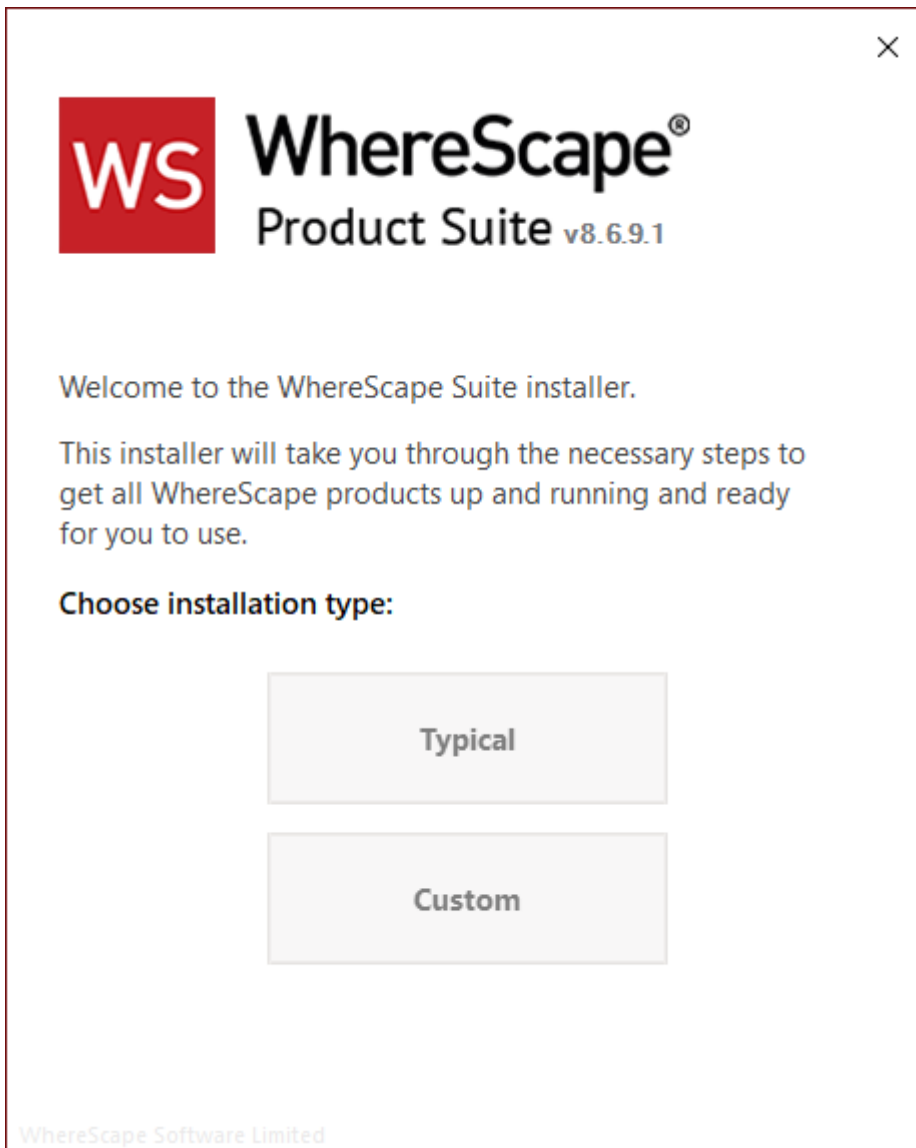 WS
WhereScape®
Product Suite v8.6.9.1
Welcome to the WhereScape Suite installer.
This installer will take you through the necessary steps to
get all WhereScape products up and running and ready
for you to use.
Choose installation type:
Typical
Custom
WhereScape Software Limited